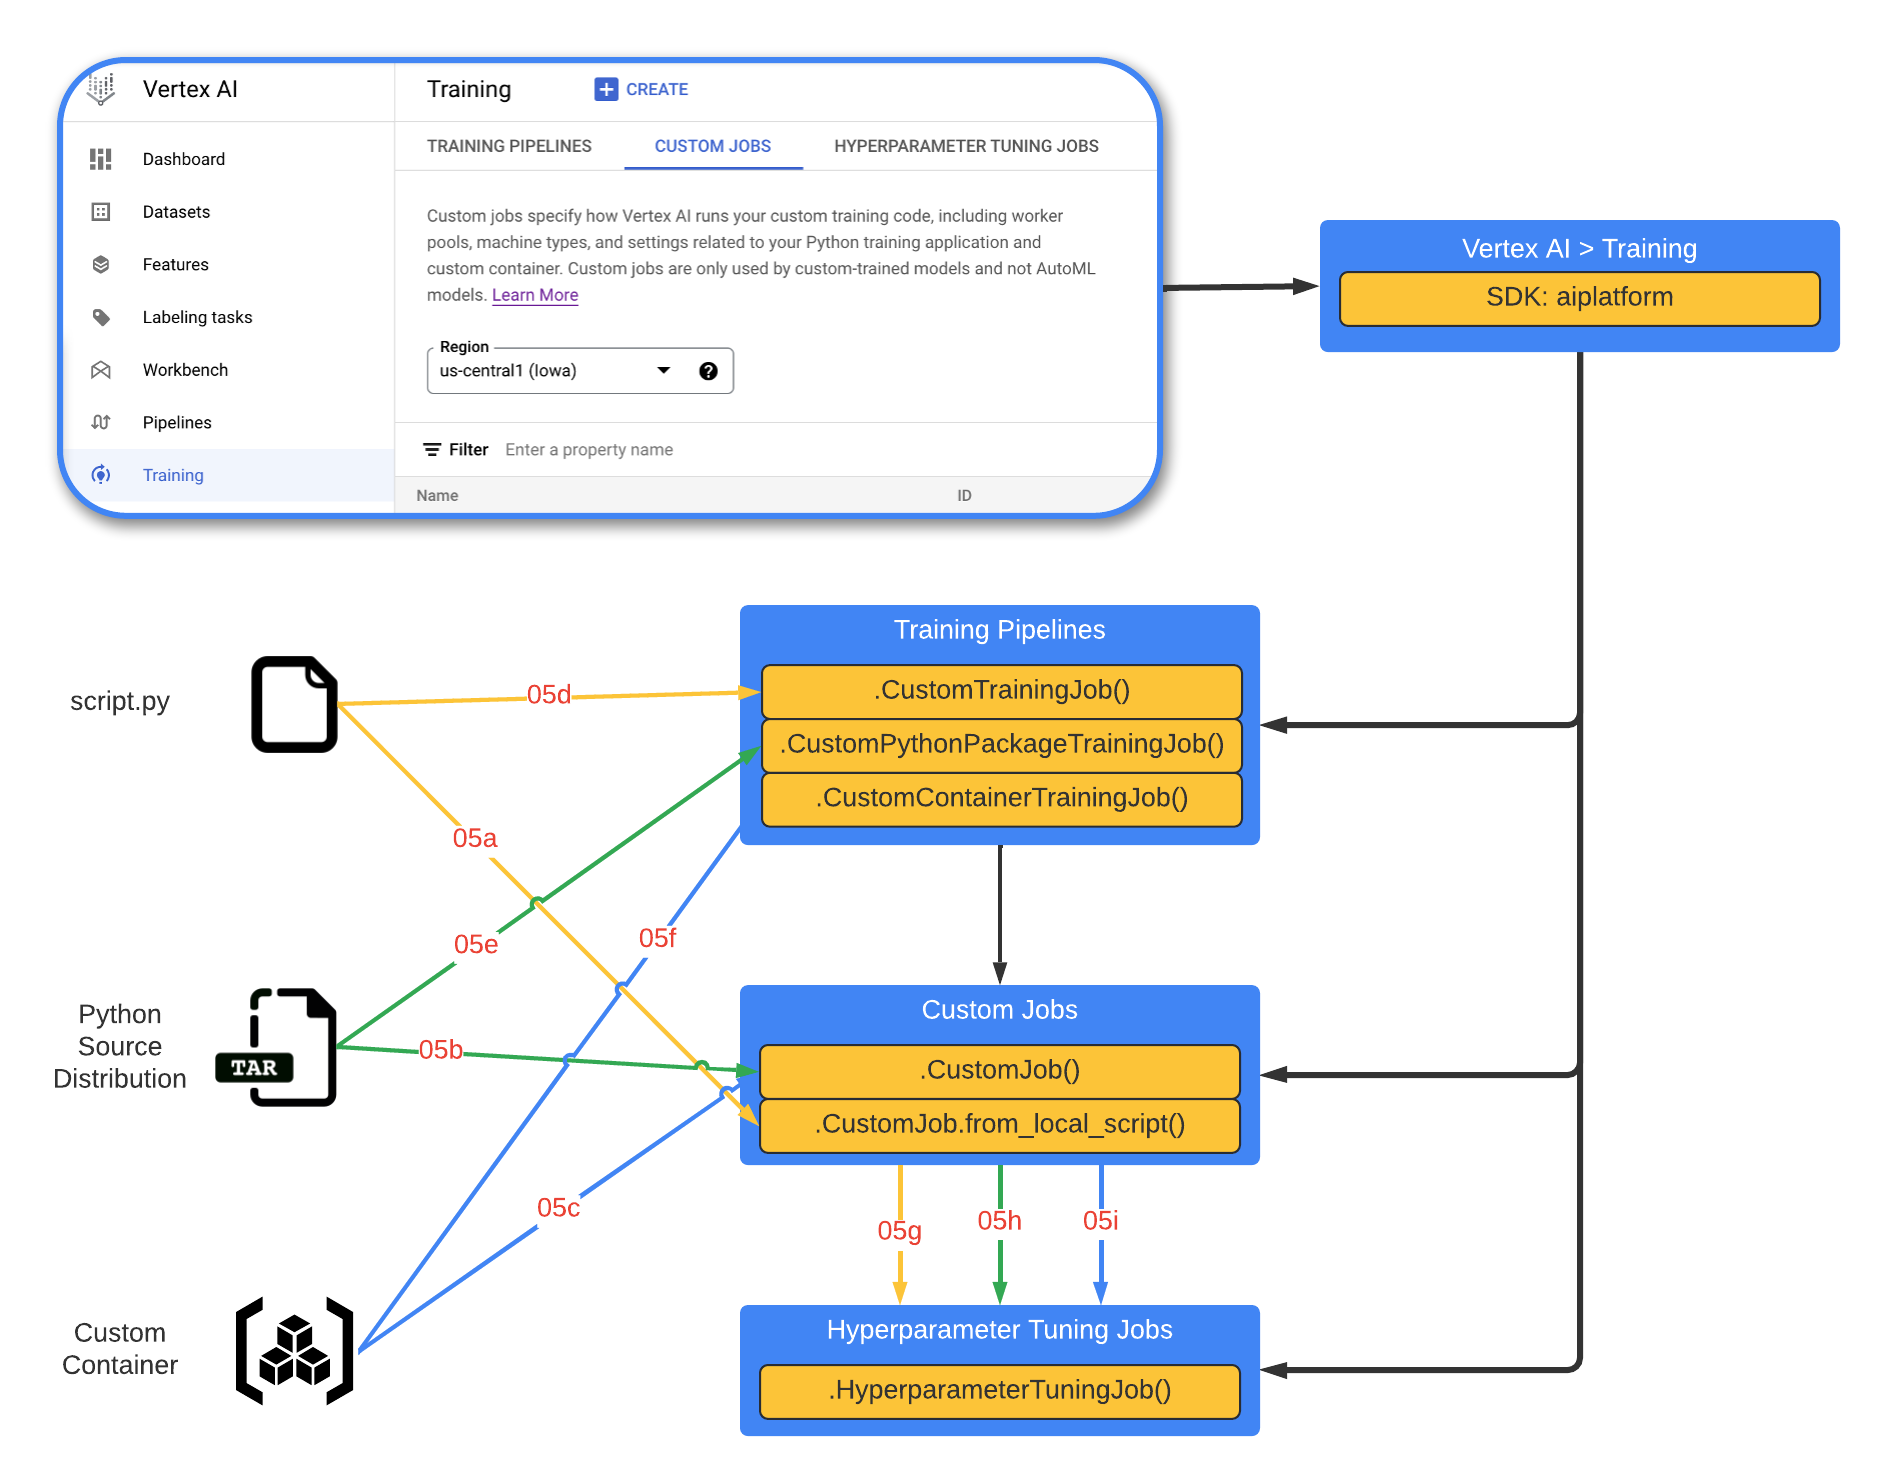 Vertex AI
Training
CREATE
Dashboard
Datasets
Features
Labeling tasks
Workbench
Pipelines
Training
TRAINING PIPELINES
CUSTOM JOBS
HYPERPARAMETER TUNING JOBS
Custom jobs specify how Vertex AI runs your custom training code, including worker
pools, machine types, and settings related to your Python training application and
custom container. Custom jobs are only used by custom-trained models and not AutoML
models. Learn More
Region
us-central1 (Iowa)
?
Filter Enter a property name
Name ID
Vertex AI > Training
SDK: aiplatform
script.py
Python
Source
Distribution
TAR
Custom
Container
05d
05a
05e
05f
05b
05c
Training Pipelines
.CustomTrainingJob()
.CustomPythonPackageTrainingJob()
.CustomContainerTrainingJob()
Custom Jobs
.CustomJob()
.CustomJob.from_local_script()
05g
05h
05i
Hyperparameter Tuning Jobs
.HyperparameterTuningJob()